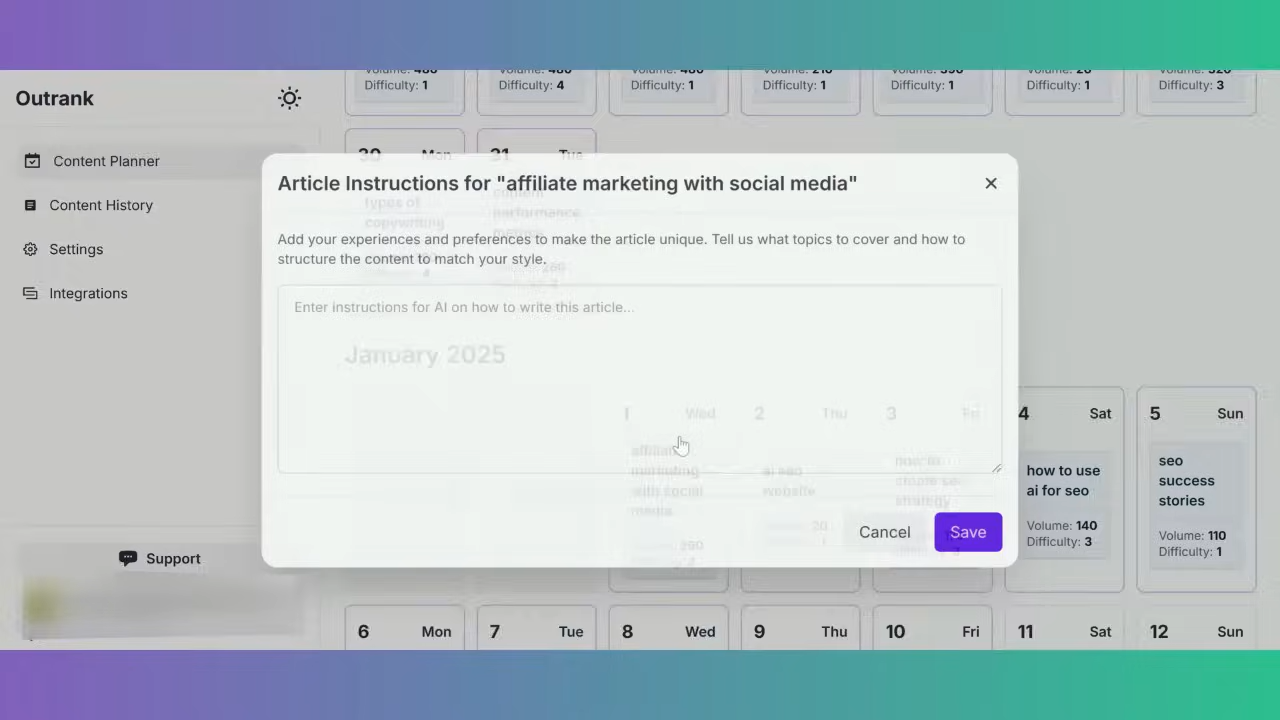 Outrank
Content Planner
Content History
Settings
Integrations
Support
Volume: 480
Difficulty: 1
Volume: 480
Difficulty: 4
Volume: 480
Difficulty: 1
Volume: 210
Difficulty: 1
Volume: 390
Difficulty: 1
Difficulty: 1
Volume: 320
Difficulty: 3
30 Mon
31 Tue
types of
copywriting
4
content
performance
Article Instructions for "affiliate marketing with social media"
Add your experiences and preferences to make the article unique. Tell us what topics to cover and how to
structure the content to match your style.
Enter instructions for AI on how to write this article...
January 2025
1 Wed
affiliate
marketing
with social
media
2 Thu
ai seo
website
3 Fri
how to
create seo
strategy
Cancel
Save
4 Sat
how to use
ai for seo
Volume: 140
Difficulty: 3
5 Sun
seo
success
stories
Volume: 110
Difficulty: 1
6 Mon
7 Tue
8 Wed
9 Thu
10 Fri
11 Sat
12 Sun